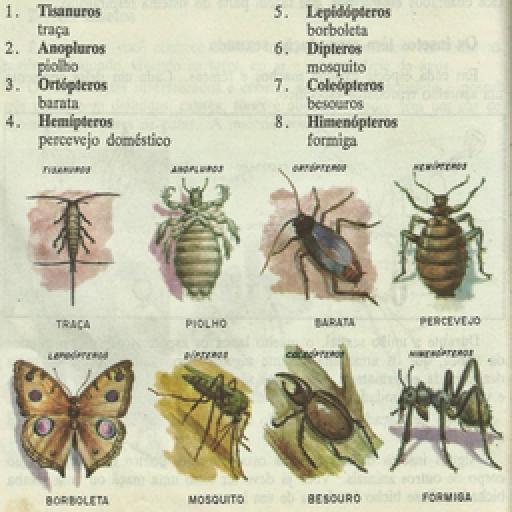 1. Tisanuros
traça
2. Anopluros
piolho
3. Ortópteros
barata
4. Hemípteros
percevejo doméstico
5. Lepidópteros
borboleta
6. Dípteros
mosquito
7. Coleópteros
besouros
8. Himenópteros
formiga
TISANUROS
ANOPLUROS
ORTÓPTEROS
HEMÍPTEROS
TRAÇA
PIOLHO
BARATA
PERCEVEJO
LEPIDÓPTEROS
DÍPTEROS
COLEÓPTEROS
HIMENÓPTEROS
BORBOLETA
MOSQUITO
BESOURO
FORMIGA